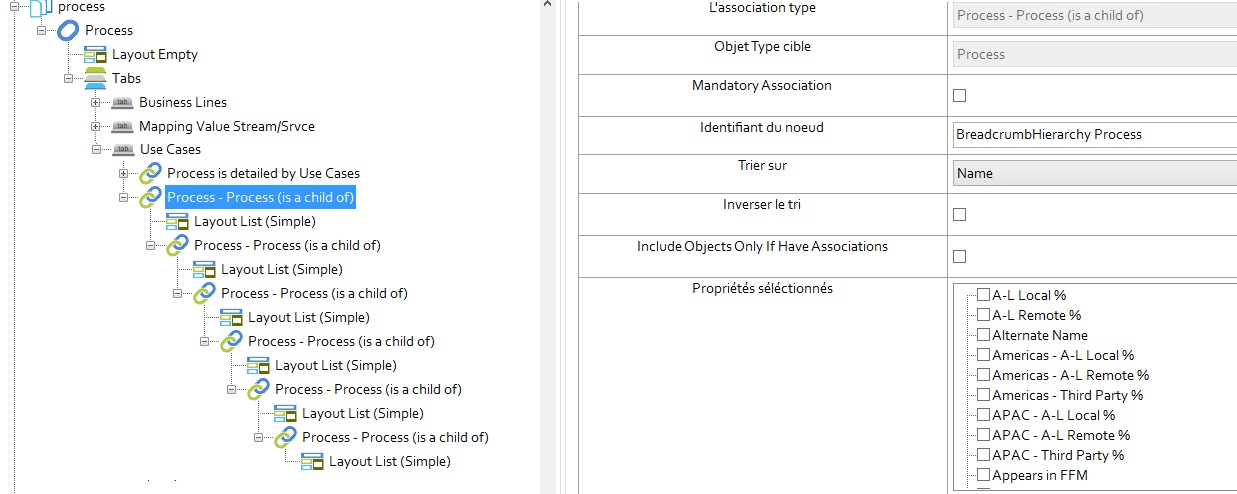 process
Process
Layout Empty
Tabs
tab Business Lines
tab Mapping Value Stream/Srvce
tab Use Cases
Process is detailed by Use Cases
Process - Process (is a child of)
Layout List (Simple)
Process - Process (is a child of)
Layout List (Simple)
Process - Process (is a child of)
Layout List (Simple)
Process - Process (is a child of)
Layout List (Simple)
Process - Process (is a child of)
Layout List (Simple)
Process - Process (is a child of)
Layout List (Simple)
L'association type
Process - Process (is a child of)
Objet Type cible
Process
Mandatory Association
Identifiant du noeud
BreadcrumbHierarchy Process
Trier sur
Name
Inverser le tri
Include Objects Only If Have Associations
Propriétés séléctionnés
A-L Local %
A-L Remote %
Alternate Name
Americas - A-L Local %
Americas - A-L Remote %
Americas - Third Party %
APAC - A-L Local %
APAC - A-L Remote %
APAC - Third Party %
Appears in FFM